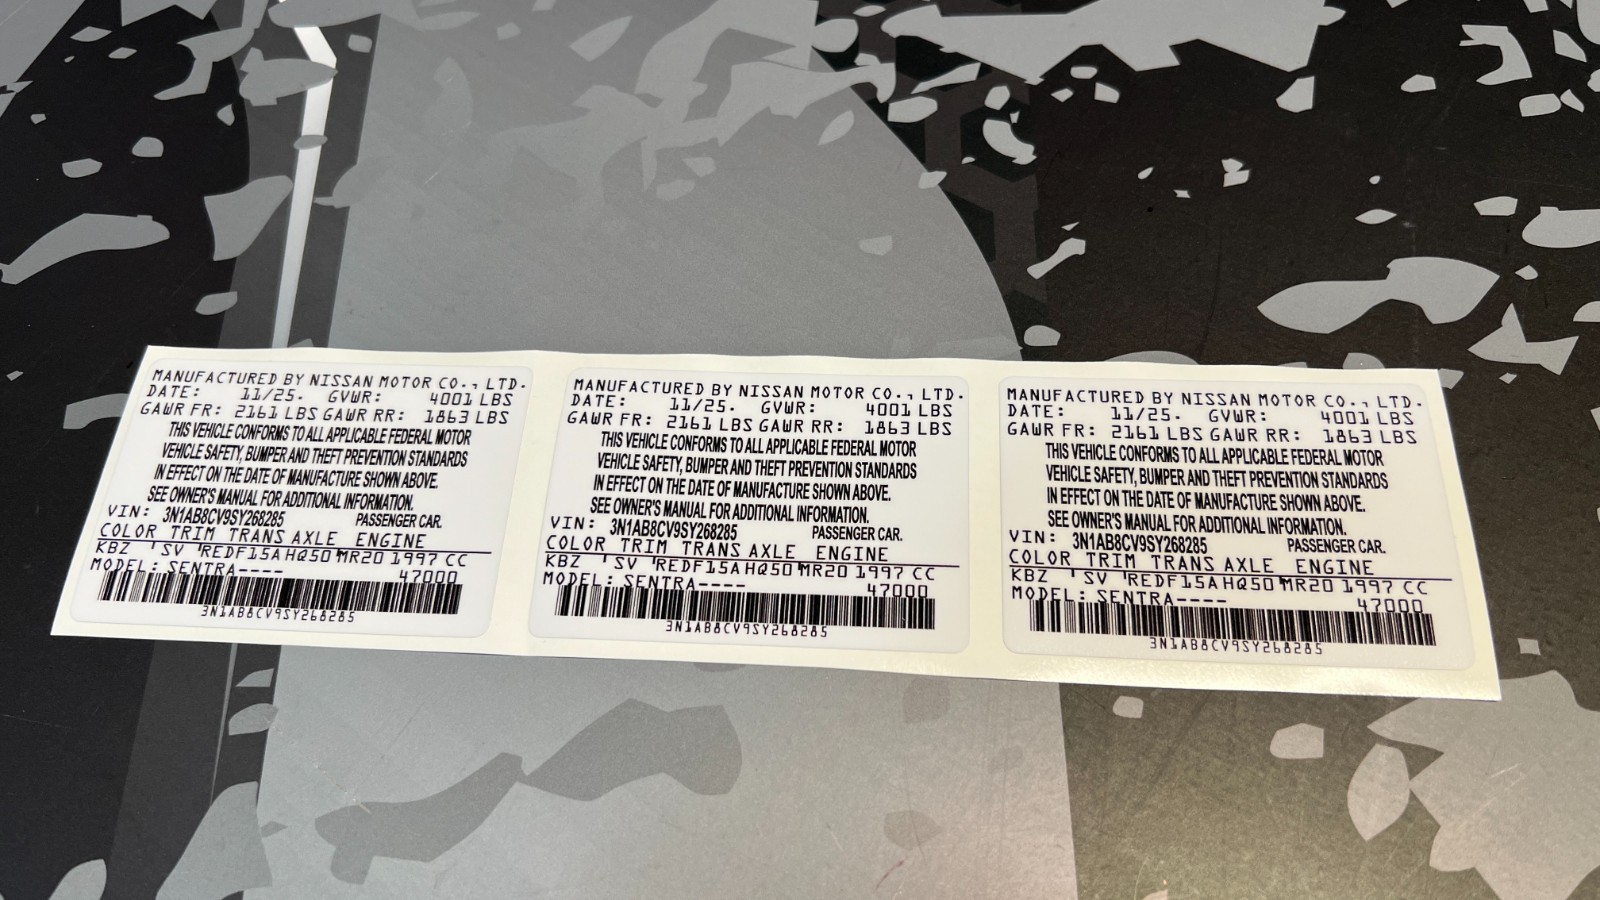 MANUFACTURED BY NISSAN MOTOR CO., LTD.
DATE: 11/25. GVWR: 4001 LBS
GAWR FR: 2161 LBS GAWR RR: 1863 LBS
THIS VEHICLE CONFORMS TO ALL APPLICABLE FEDERAL MOTOR
VEHICLE SAFETY, BUMPER AND THEFT PREVENTION STANDARDS
IN EFFECT ON THE DATE OF MANUFACTURE SHOWN ABOVE.
SEE OWNER'S MANUAL FOR ADDITIONAL INFORMATION.
VIN: 3N1AB8CV9SY268285 PASSENGER CAR.
COLOR TRIM TRANS AXLE ENGINE
KBZ 'SV 'REDF15A HQ50 MR20 1997 CC
MODEL: SENTRA---- 47000
3N1AB8CV9SY268285
MANUFACTURED BY NISSAN MOTOR CO., LTD.
DATE: 11/25. GVWR: 4001 LBS
GAWR FR: 2161 LBS GAWR RR: 1863 LBS
THIS VEHICLE CONFORMS TO ALL APPLICABLE FEDERAL MOTOR
VEHICLE SAFETY, BUMPER AND THEFT PREVENTION STANDARDS
IN EFFECT ON THE DATE OF MANUFACTURE SHOWN ABOVE.
SEE OWNER'S MANUAL FOR ADDITIONAL INFORMATION.
VIN: 3N1AB8CV9SY268285 PASSENGER CAR.
COLOR TRIM TRANS AXLE ENGINE
KBZ 'SV 'REDF15A HQ50 MR20 1997 CC
MODEL: SENTRA---- 47000
3N1AB8CV9SY268285
MANUFACTURED BY NISSAN MOTOR CO., LTD.
DATE: 11/25. GVWR: 4001 LBS
GAWR FR: 2161 LBS GAWR RR: 1863 LBS
THIS VEHICLE CONFORMS TO ALL APPLICABLE FEDERAL MOTOR
VEHICLE SAFETY, BUMPER AND THEFT PREVENTION STANDARDS
IN EFFECT ON THE DATE OF MANUFACTURE SHOWN ABOVE.
SEE OWNER'S MANUAL FOR ADDITIONAL INFORMATION.
VIN: 3N1AB8CV9SY268285 PASSENGER CAR.
COLOR TRIM TRANS AXLE ENGINE
KBZ 'SV 'REDF15A HQ50 MR20 1997 CC
MODEL: SENTRA---- 47000
3N1AB8CV9SY268285